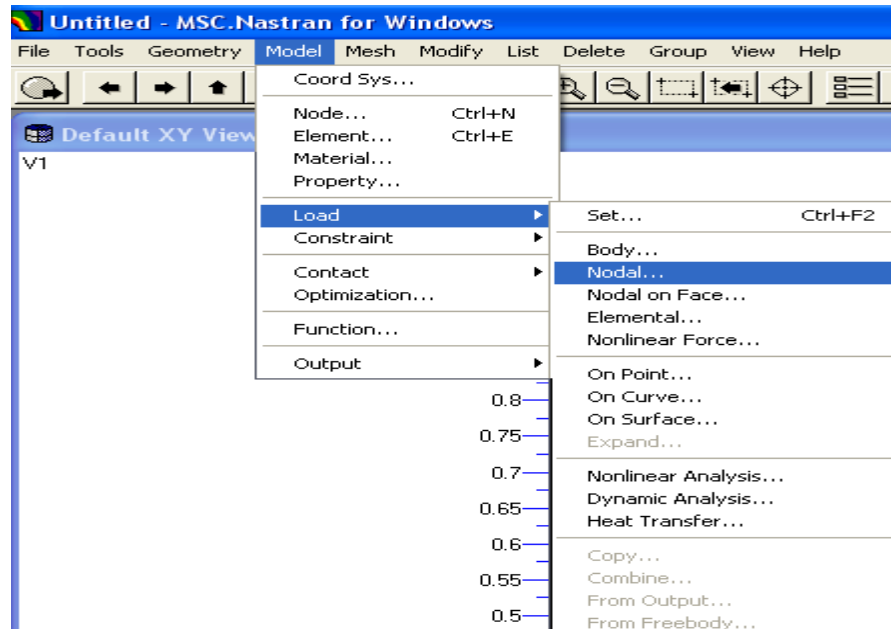 Untitled - MSC.Nastran for Windows
File Tools Geometry Model Mesh Modify List Delete Group View Help
Default XY View
V1
Coord Sys...
Node... Ctrl+N
Element... Ctrl+E
Material...
Property...
Load
Constraint
Contact
Optimization...
Function...
Output
Set... Ctrl+F2
Body...
Nodal...
Nodal on Face...
Elemental...
Nonlinear Force...
On Point...
On Curve...
On Surface...
Expand...
Nonlinear Analysis...
Dynamic Analysis...
Heat Transfer...
Copy...
Combine...
From Output...
From Freebody...
0.8
0.75
0.7
0.65
0.6
0.55
0.5